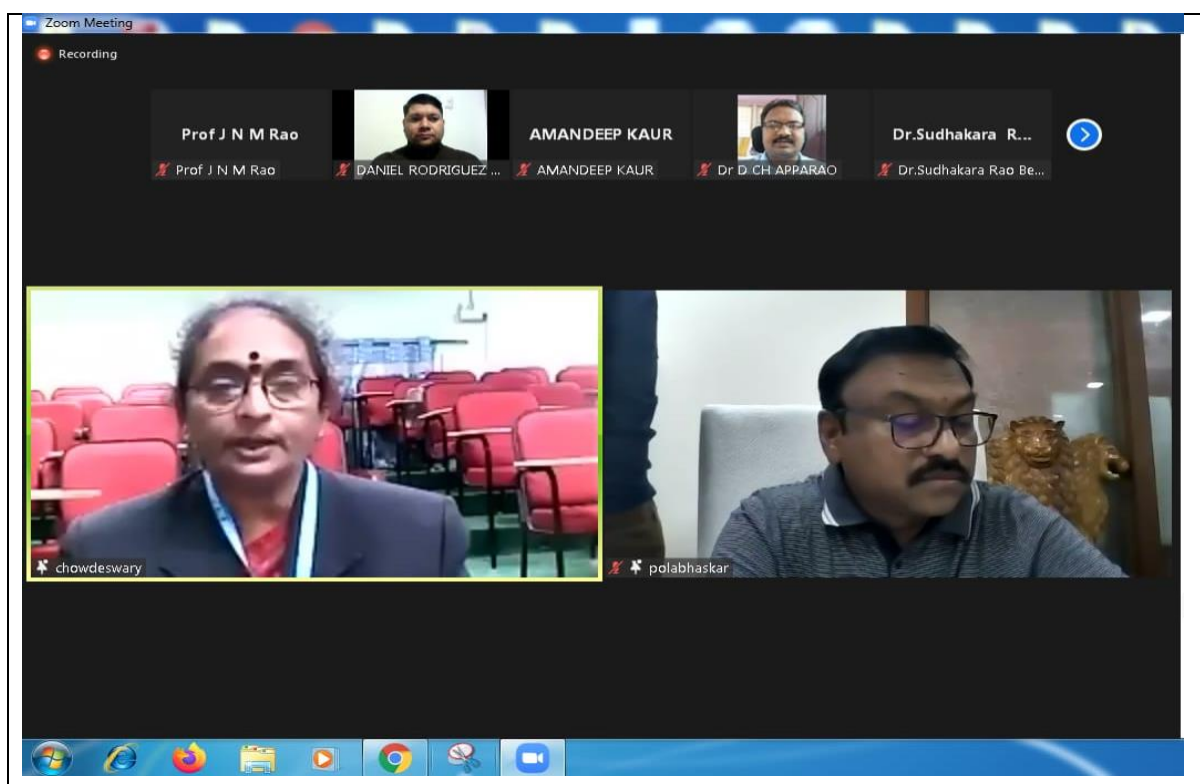 Zoom Meeting
Recording
Prof J N M Rao
AMANDEEP KAUR
Dr.Sudhakara R...
Prof J N M Rao
DANIEL RODRIGUEZ ...
AMANDEEP KAUR
Dr D CH APPARAO
Dr.Sudhakara Rao Be...
chowdeswary
polabhaskar